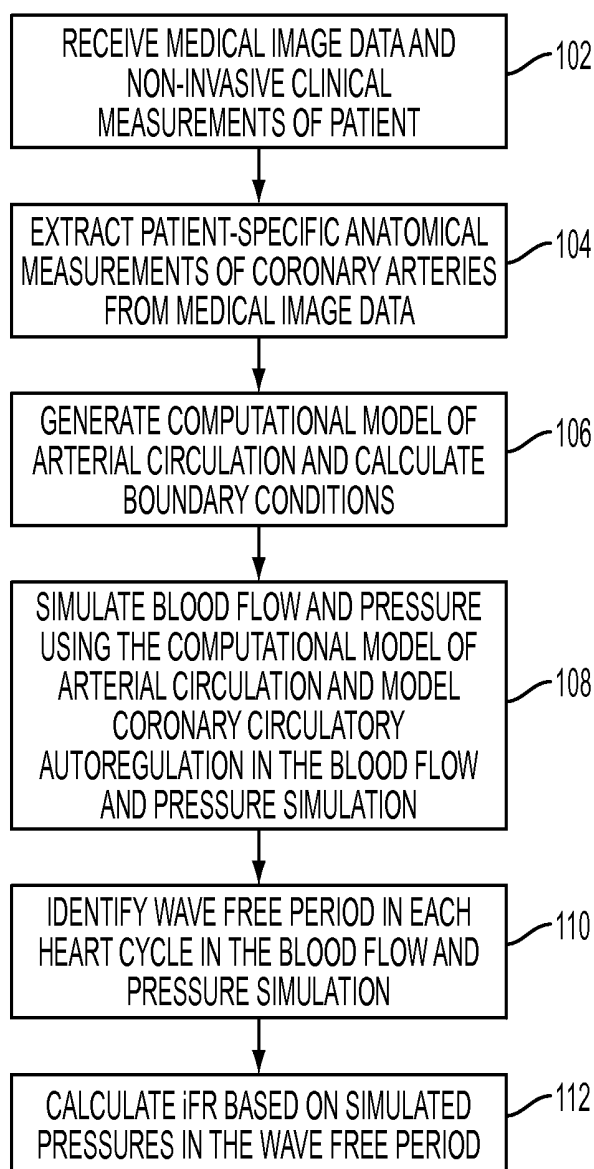 RECEIVE MEDICAL IMAGE DATA AND
NON-INVASIVE CLINICAL
MEASUREMENTS OF PATIENT
102
EXTRACT PATIENT-SPECIFIC ANATOMICAL
MEASUREMENTS OF CORONARY ARTERIES
FROM MEDICAL IMAGE DATA
104
GENERATE COMPUTATIONAL MODEL OF
ARTERIAL CIRCULATION AND CALCULATE
BOUNDARY CONDITIONS
106
SIMULATE BLOOD FLOW AND PRESSURE
USING THE COMPUTATIONAL MODEL OF
ARTERIAL CIRCULATION AND MODEL
CORONARY CIRCULATORY
AUTOREGULATION IN THE BLOOD FLOW
AND PRESSURE SIMULATION
108
IDENTIFY WAVE FREE PERIOD IN EACH
HEART CYCLE IN THE BLOOD FLOW AND
PRESSURE SIMULATION
110
CALCULATE iFR BASED ON SIMULATED
PRESSURES IN THE WAVE FREE PERIOD
112